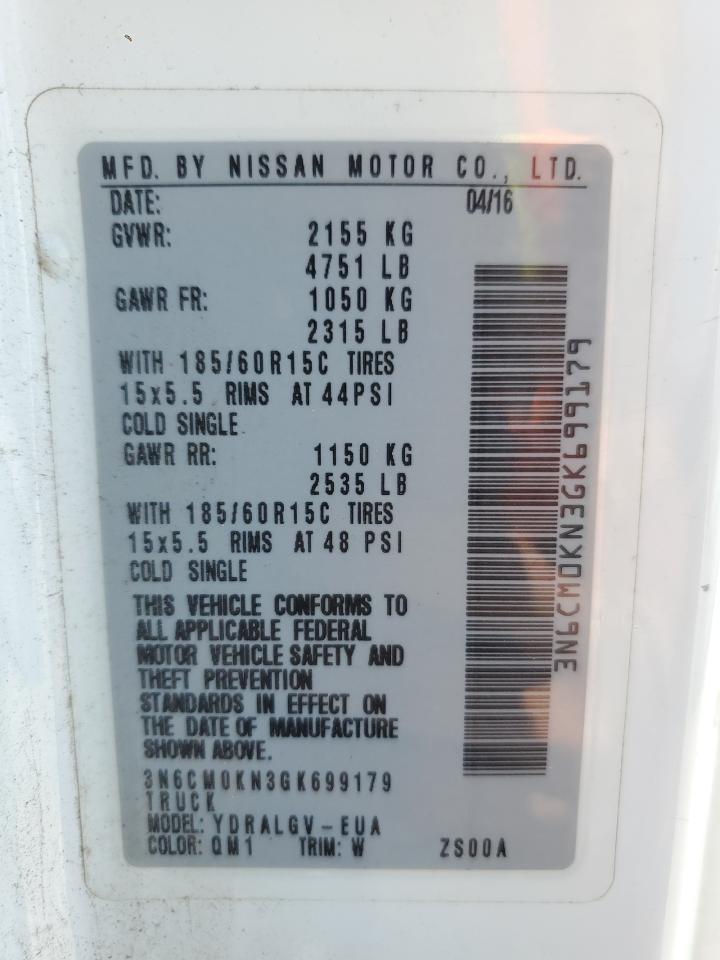 MFD. BY NISSAN MOTOR CO., LTD.
DATE: 04/16
GVWR: 2155 KG
4751 LB
GAWR FR: 1050 KG
2315 LB
WITH 185/60R15C TIRES
15x5.5 RIMS AT 44PSI
COLD SINGLE
GAWR RR: 1150 KG
2535 LB
WITH 185/60R15C TIRES
15x5.5 RIMS AT 48 PSI
COLD SINGLE
THIS VEHICLE CONFORMS TO
ALL APPLICABLE FEDERAL
MOTOR VEHICLE SAFETY AND
THEFT PREVENTION
STANDARDS IN EFFECT ON
THE DATE OF MANUFACTURE
SHOWN ABOVE.
3N6CM0KN3GK699179
TRUCK
MODEL: YDRALGV-EUA
COLOR: QM1 TRIM: W ZS00A
3N6CM0KN3GK699179